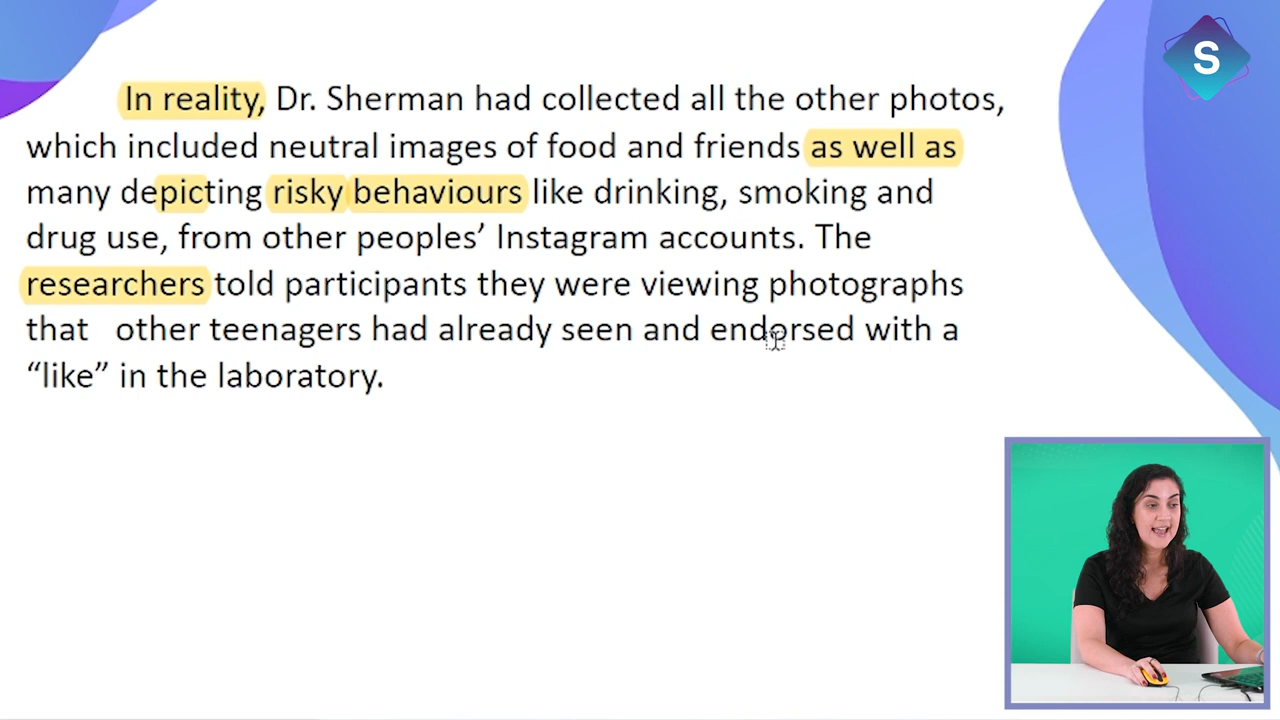 S
In reality, Dr. Sherman had collected all the other photos,
which included neutral images of food and friends as well as
many depicting risky behaviours like drinking, smoking and
drug use, from other peoples’ Instagram accounts. The
researchers told participants they were viewing photographs
that other teenagers had already seen and endorsed with a
“like” in the laboratory.